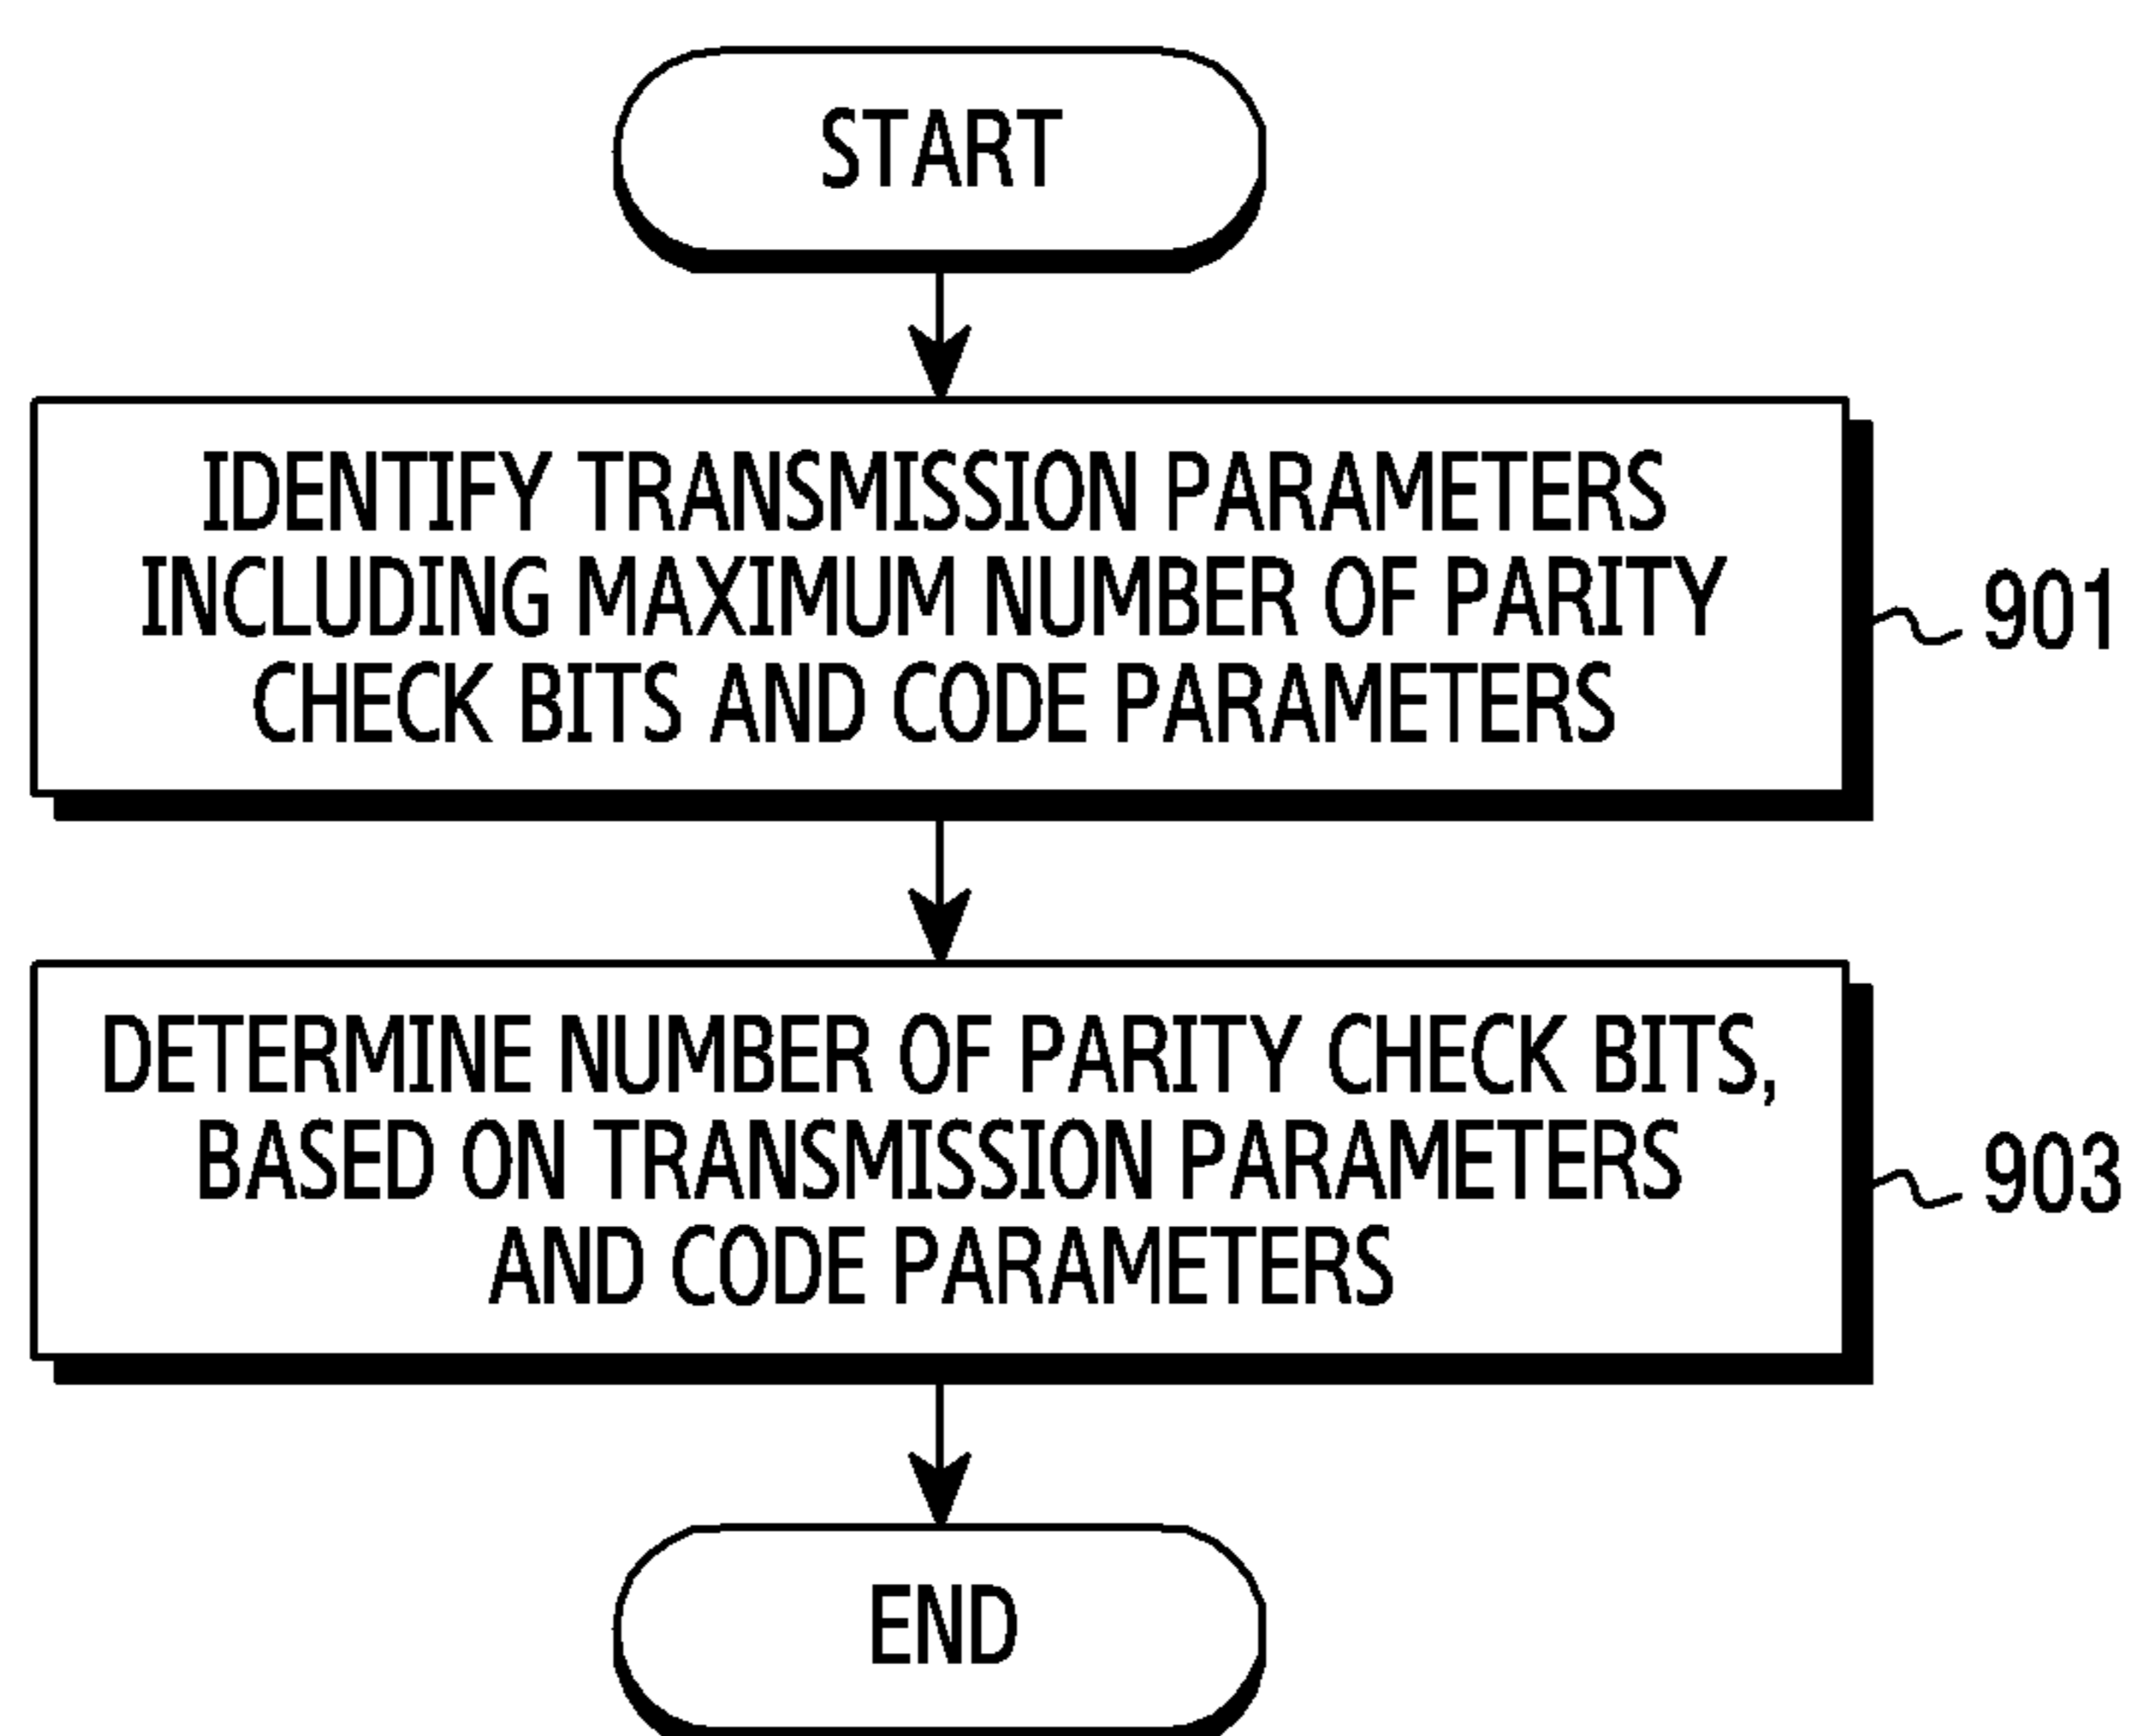 START
IDENTIFY TRANSMISSION PARAMETERS
INCLUDING MAXIMUM NUMBER OF PARITY
CHECK BITS AND CODE PARAMETERS
901
DETERMINE NUMBER OF PARITY CHECK BITS,
BASED ON TRANSMISSION PARAMETERS
AND CODE PARAMETERS
903
END